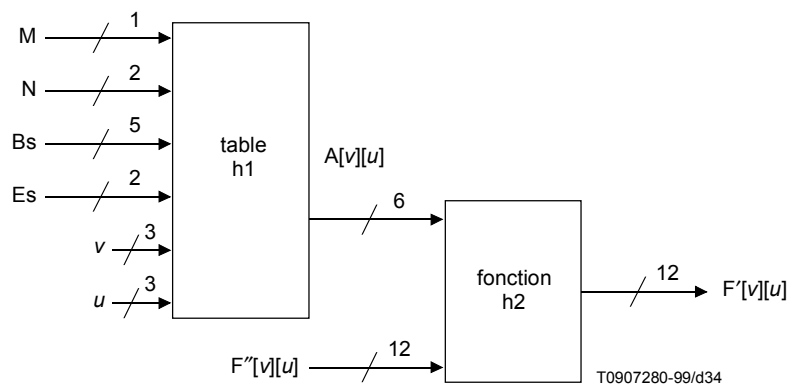 M 1
N 2
Bs 5
Es 2
v 3
u 3
table
h1
A[v][u]
6
F″[v][u] 12
fonction
h2
12
F′[v][u]
T0907280-99/d34